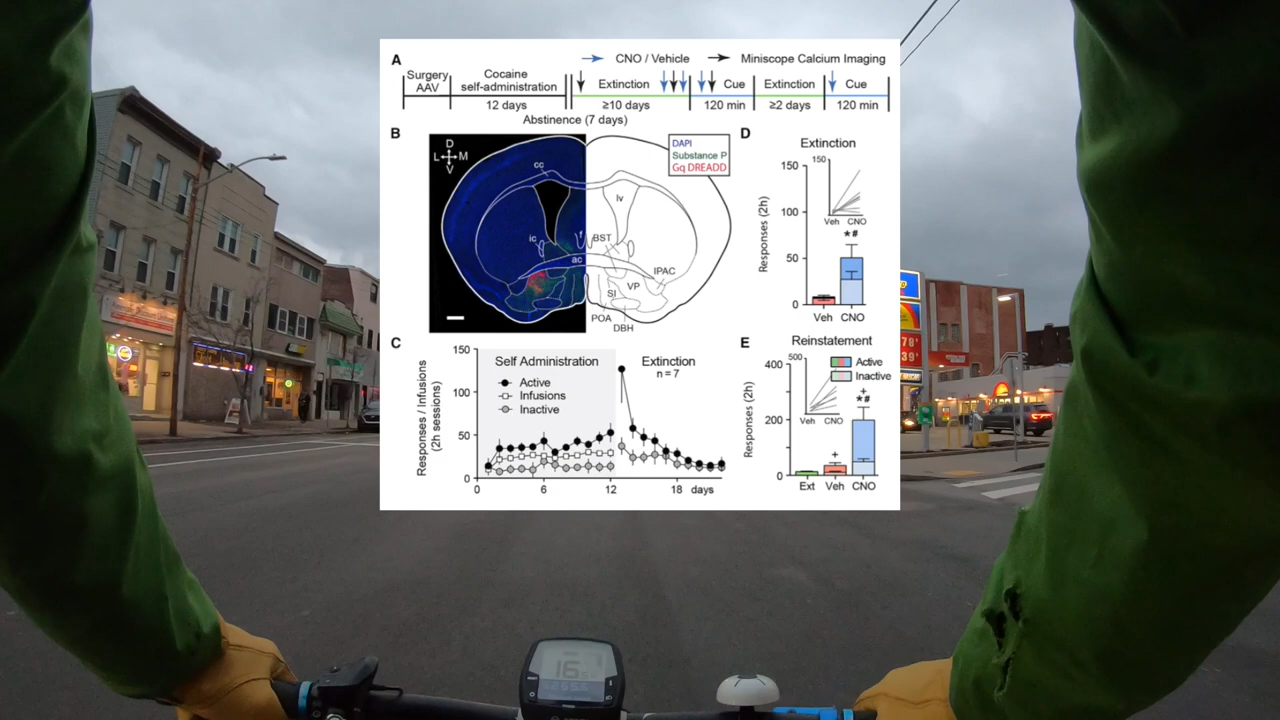 A
CNO / Vehicle
Miniscope Calcium Imaging
Surgery
AAV
Cocaine
self-administration
Extinction
Cue
Extinction
Cue
12 days
≥10 days
120 min
≥2 days
120 min
Abstinence (7 days)
B
D
L M
V
DAPI
Substance P
Gq DREADD
cc
lv
ic
f
BST
ac
IPAC
VP
SI
POA
DBH
D
Extinction
Responses (2h)
150
100
50
0
150
Veh CNO
*#
Veh CNO
C
Responses / Infusions
(2h sessions)
150
100
50
0
Self Administration
Active
Infusions
Inactive
Extinction
n = 7
0 6 12 18 days
E
Reinstatement
Responses (2h)
400
200
0
500
Veh CNO
Active
Inactive
+
+
*#
Ext Veh CNO
16